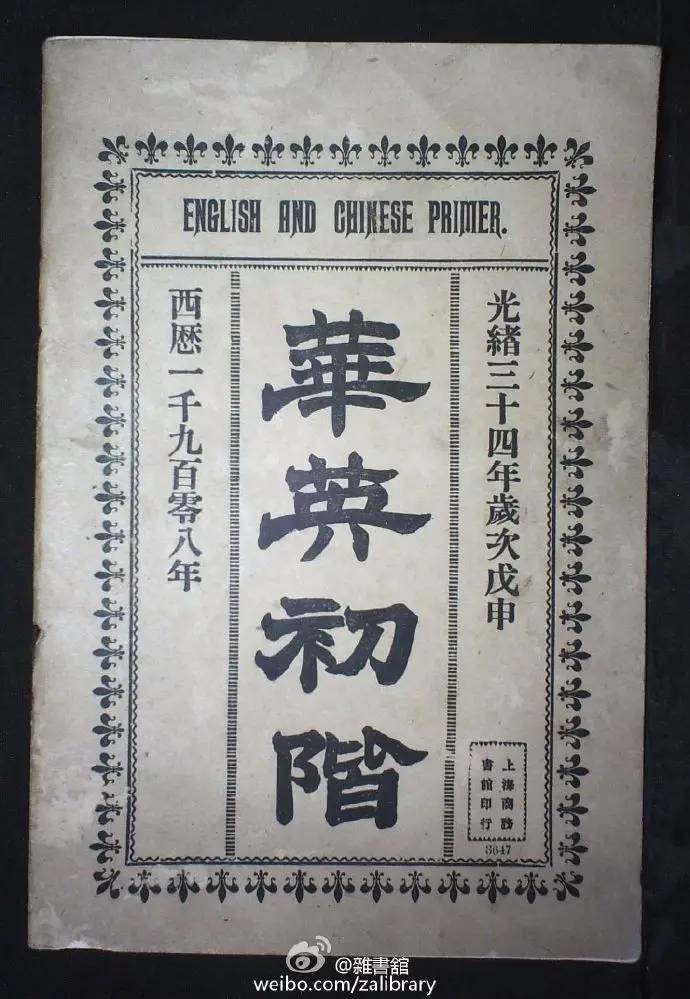 ENGLISH AND CHINESE PRIMER.
光緒三十四年歲次戊申
華英初階
西曆一千九百零八年
上海商務
書館印行
3647
@雜書舘
weibo.com/zalibrary